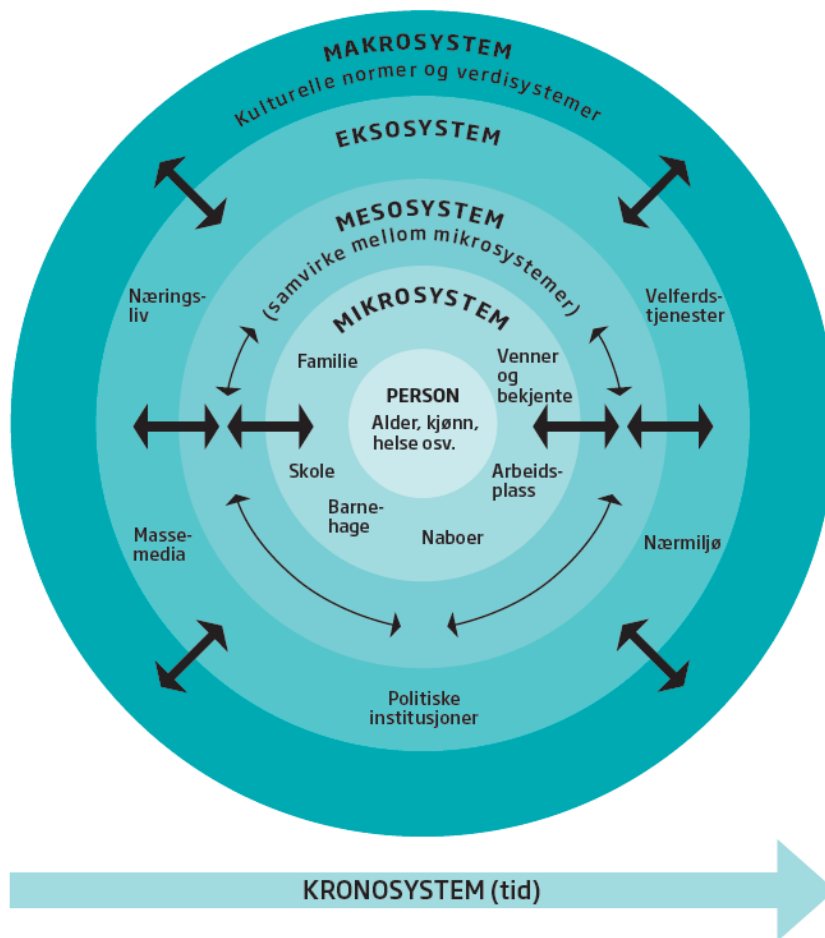 MAKROSYSTEM
Kulturelle normer og verdisystemer
EKSOSYSTEM
MESOSYSTEM
(samvirke mellom mikrosystemer)
MIKROSYSTEM
Nærings-
liv
Velferds-
tjenester
Familie
Venner
og
bekjente
PERSON
Alder, kjønn,
helse osv.
Skole
Arbeids-
plass
Barne-
hage
Naboer
Masse-
media
Nærmiljø
Politiske
institusjoner
KRONOSYSTEM (tid)